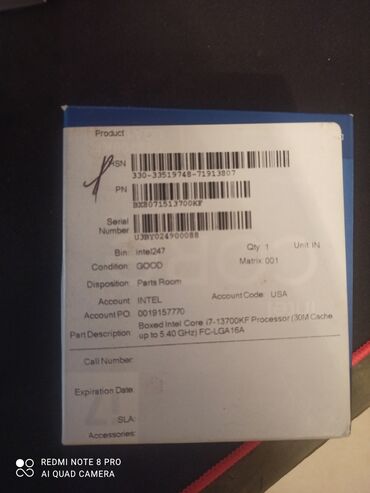 Product
RSN
330-33519748-71913807
PN
BX8071513700KF
Serial Number
U3BY024900088
Bin: Intel247 Qty 1 Unit IN
Condition: GOOD Matrix 001
Disposition: Parts Room
Account INTEL Account Code: USA
Account PO. 0019157770
Part Description: Boxed Intel Core i7-13700KF Processor (30M Cache
up to 5.40 GHz) FC-LGA16A
Call Number:
Expiration Date:
SLA:
Accessories:
REDMI NOTE 8 PRO
AI QUAD CAMERA